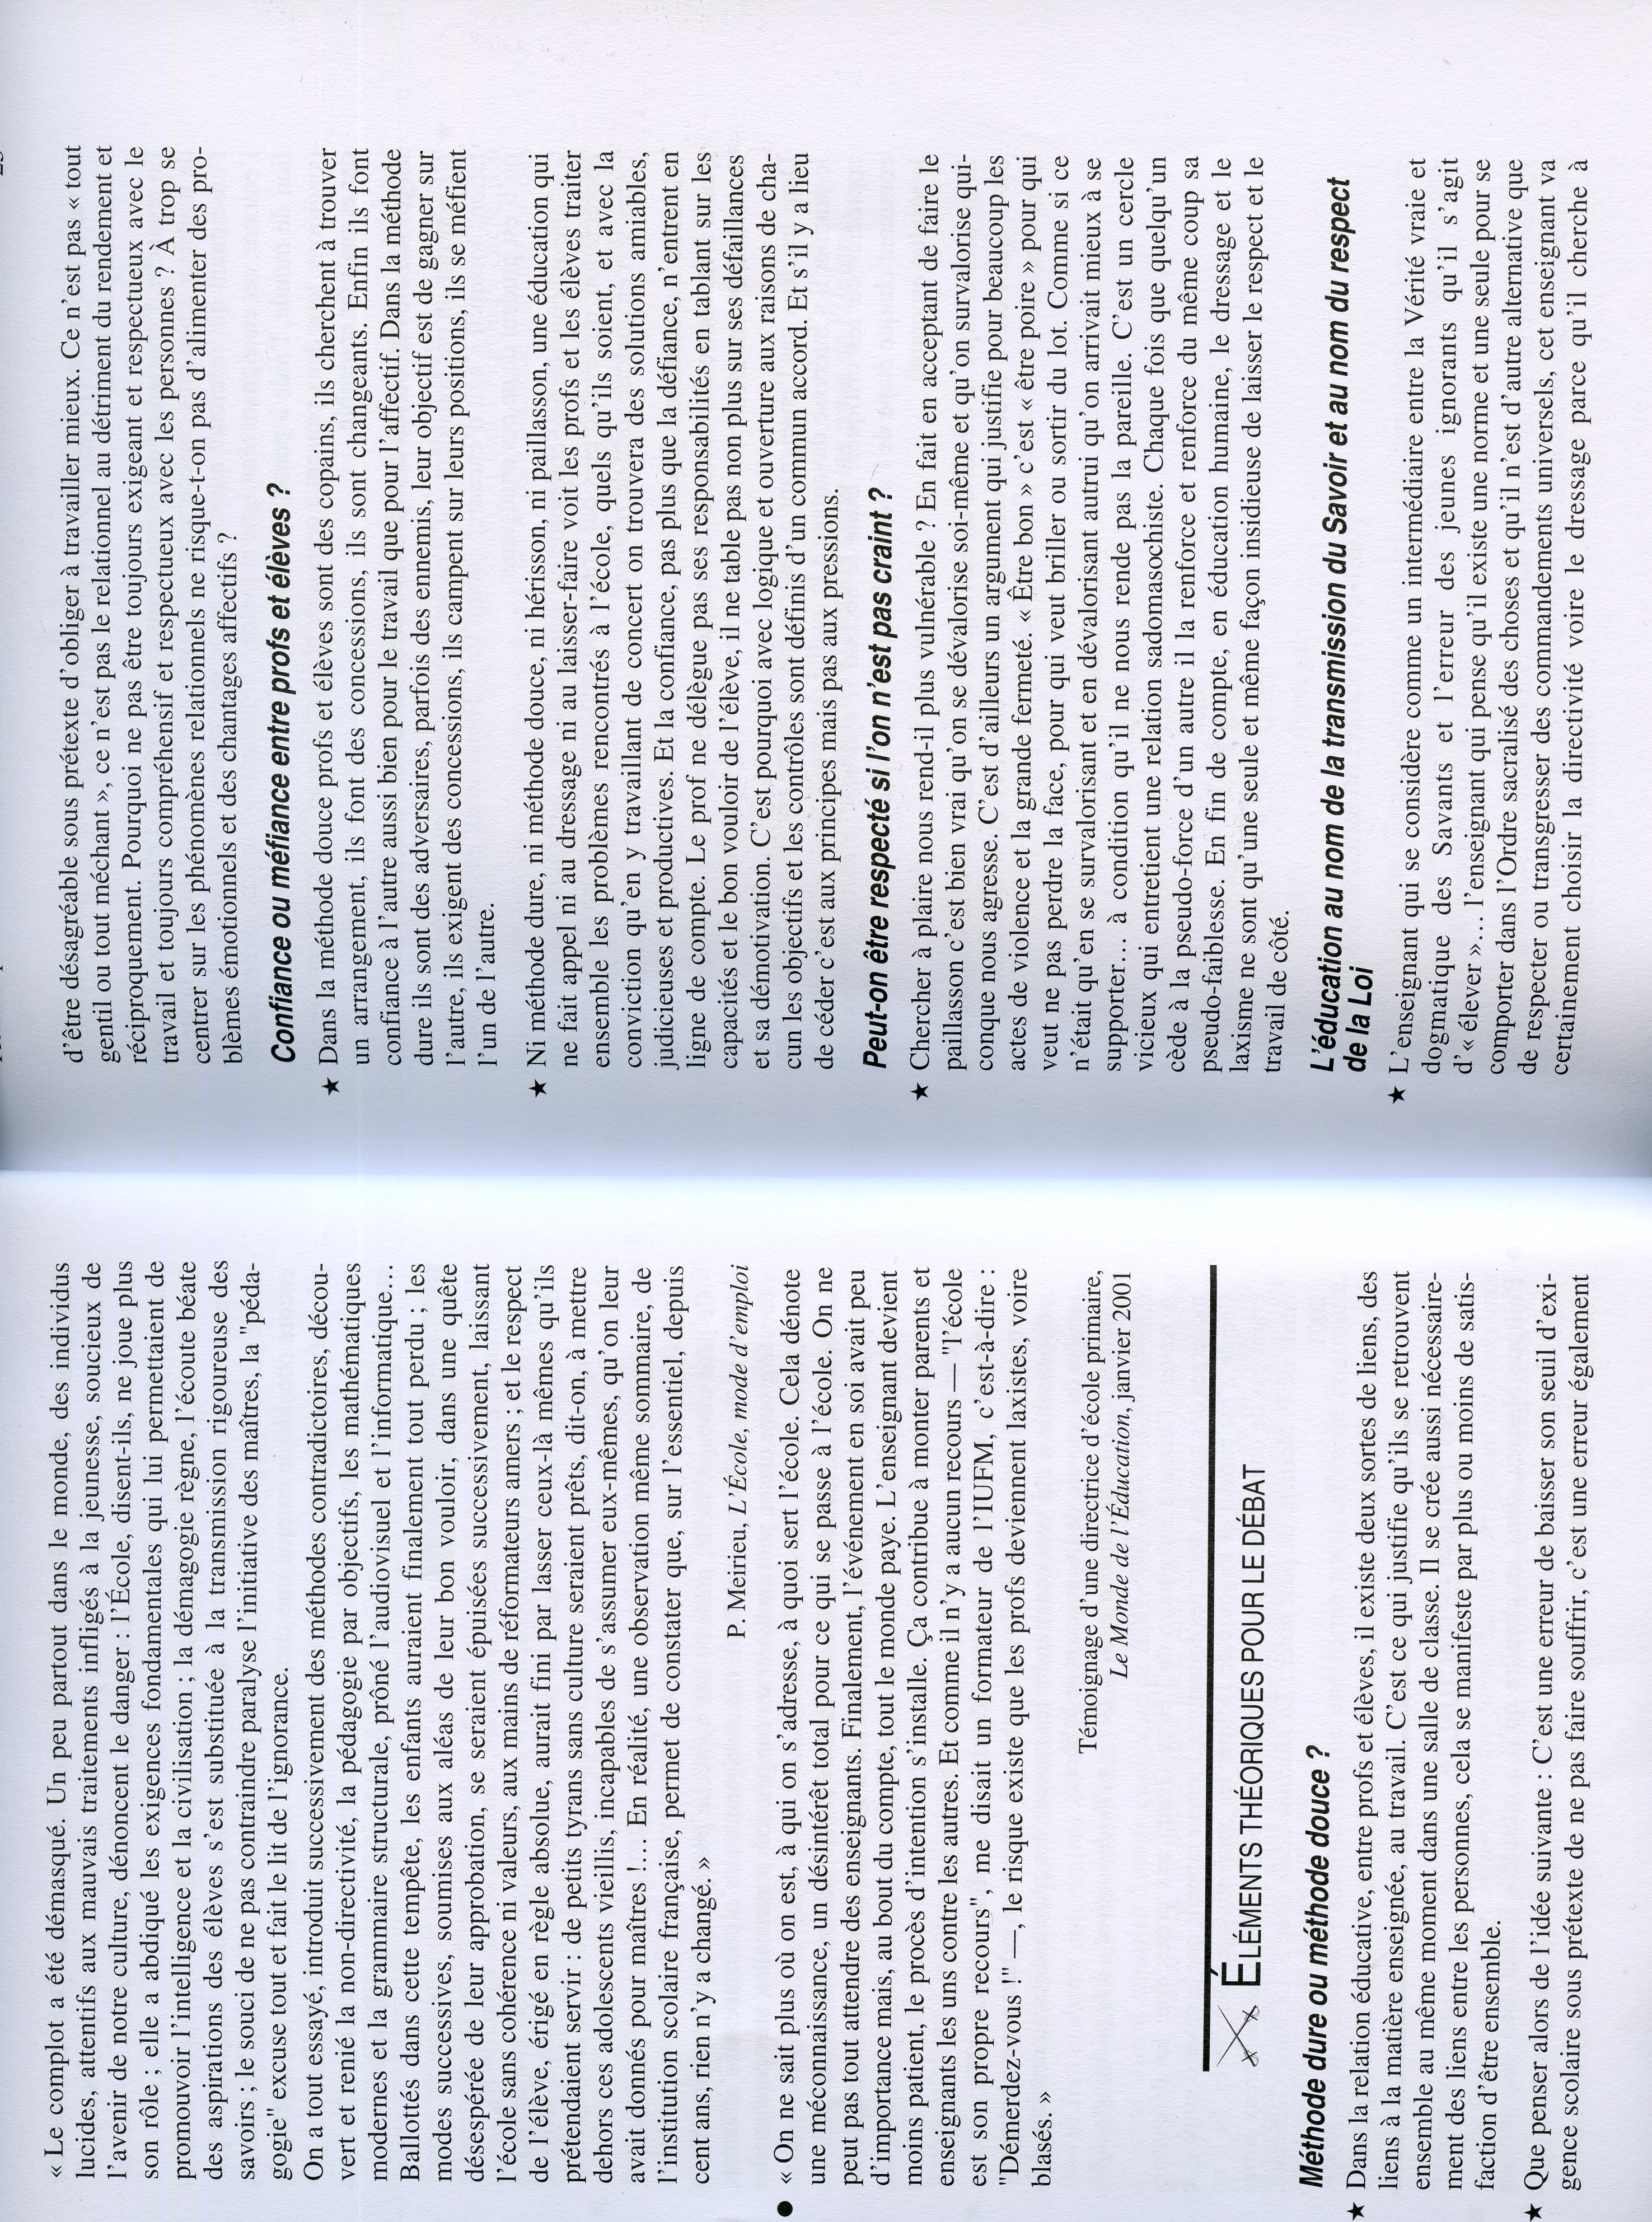 « Le complot a été démasqué. Un peu partout dans le monde, des individus
lucides, attentifs aux mauvais traitements infligés à la jeunesse, soucieux de
l'avenir de notre culture, dénoncent le danger : l'École, disent-ils, ne joue plus
son rôle ; elle a abdiqué les exigences fondamentales qui lui permettaient de
promouvoir l'intelligence et la civilisation ; la démagogie règne, l'écoute béate
des aspirations des élèves s'est substituée à la transmission rigoureuse des
savoirs ; le souci de ne pas contraindre paralyse l'initiative des maîtres, la "péda-
gogie" excuse tout et fait le lit de l'ignorance.
On a tout essayé, introduit successivement des méthodes contradictoires, décou-
vert et renié la non-directivité, la pédagogie par objectifs, les mathématiques
modernes et la grammaire structurale, prôné l'audiovisuel et l'informatique…
Ballottés dans cette tempête, les enfants auraient finalement tout perdu ; les
modes successives, soumises aux aléas de leur bon vouloir, dans une quête
désespérée de leur approbation, se seraient épuisées successivement, laissant
l'école sans cohérence ni valeurs, aux mains de réformateurs amers ; et le respect
de l'élève, érigé en règle absolue, aurait fini par lasser ceux-là mêmes qu'ils
prétendaient servir : de petits tyrans sans culture seraient prêts, dit-on, à mettre
dehors ces adolescents vieillis, incapables de s'assumer eux-mêmes, qu'on leur
avait donnés pour maîtres !… En réalité, une observation même sommaire, de
l'institution scolaire française, permet de constater que, sur l'essentiel, depuis
cent ans, rien n'y a changé. »
P. Meirieu, L'École, mode d'emploi
● « On ne sait plus où on est, à qui on s'adresse, à quoi sert l'école. Cela dénote
une méconnaissance, un désintérêt total pour ce qui se passe à l'école. On ne
peut pas tout attendre des enseignants. Finalement, l'événement en soi avait peu
d'importance mais, au bout du compte, tout le monde paye. L'enseignant devient
moins patient, le procès d'intention s'installe. Ça contribue à monter parents et
enseignants les uns contre les autres. Et comme il n'y a aucun recours — "l'école
est son propre recours", me disait un formateur de l'IUFM, c'est-à-dire :
"Démerdez-vous !" —, le risque existe que les profs deviennent laxistes, voire
blasés. »
Témoignage d'une directrice d'école primaire,
Le Monde de l'Éducation, janvier 2001
ÉLÉMENTS THÉORIQUES POUR LE DÉBAT
Méthode dure ou méthode douce ?
★ Dans la relation éducative, entre profs et élèves, il existe deux sortes de liens, des
liens à la matière enseignée, au travail. C'est ce qui justifie qu'ils se retrouvent
ensemble au même moment dans une salle de classe. Il se crée aussi nécessaire-
ment des liens entre les personnes, cela se manifeste par plus ou moins de satis-
faction d'être ensemble.
★ Que penser alors de l'idée suivante : C'est une erreur de baisser son seuil d'exi-
gence scolaire sous prétexte de ne pas faire souffrir, c'est une erreur également
d'être désagréable sous prétexte d'obliger à travailler mieux. Ce n'est pas « tout
gentil ou tout méchant », ce n'est pas le relationnel au détriment du rendement et
réciproquement. Pourquoi ne pas être toujours exigeant et respectueux avec le
travail et toujours compréhensif et respectueux avec les personnes ? À trop se
centrer sur les phénomènes relationnels ne risque-t-on pas d'alimenter des pro-
blèmes émotionnels et des chantages affectifs ?
Confiance ou méfiance entre profs et élèves ?
★ Dans la méthode douce profs et élèves sont des copains, ils cherchent à trouver
un arrangement, ils font des concessions, ils sont changeants. Enfin ils font
confiance à l'autre aussi bien pour le travail que pour l'affectif. Dans la méthode
dure ils sont des adversaires, parfois des ennemis, leur objectif est de gagner sur
l'autre, ils exigent des concessions, ils campent sur leurs positions, ils se méfient
l'un de l'autre.
★ Ni méthode dure, ni méthode douce, ni hérisson, ni paillasson, une éducation qui
ne fait appel ni au dressage ni au laisser-faire voit les profs et les élèves traiter
ensemble les problèmes rencontrés à l'école, quels qu'ils soient, et avec la
conviction qu'en y travaillant de concert on trouvera des solutions amiables,
judicieuses et productives. Et la confiance, pas plus que la défiance, n'entrent en
ligne de compte. Le prof ne délègue pas ses responsabilités en tablant sur les
capacités et le bon vouloir de l'élève, il ne table pas non plus sur ses défaillances
et sa démotivation. C'est pourquoi avec logique et ouverture aux raisons de cha-
cun les objectifs et les contrôles sont définis d'un commun accord. Et s'il y a lieu
de céder c'est aux principes mais pas aux pressions.
Peut-on être respecté si l'on n'est pas craint ?
★ Chercher à plaire nous rend-il plus vulnérable ? En fait en acceptant de faire le
paillasson c'est bien vrai qu'on se dévalorise soi-même et qu'on survalorise qui-
conque nous agresse. C'est d'ailleurs un argument qui justifie pour beaucoup les
actes de violence et la grande fermeté. « Être bon » c'est « être poire » pour qui
veut ne pas perdre la face, pour qui veut briller ou sortir du lot. Comme si ce
n'était qu'en se survalorisant et en dévalorisant autrui qu'on arrivait mieux à se
supporter… à condition qu'il ne nous rende pas la pareille. C'est un cercle
vicieux qui entretient une relation sadomasochiste. Chaque fois que quelqu'un
cède à la pseudo-force d'un autre il la renforce et renforce du même coup sa
pseudo-faiblesse. En fin de compte, en éducation humaine, le dressage et le
laxisme ne sont qu'une seule et même façon insidieuse de laisser le respect et le
travail de côté.
L'éducation au nom de la transmission du Savoir et au nom du respect
de la Loi
★ L'enseignant qui se considère comme un intermédiaire entre la Vérité vraie et
dogmatique des Savants et l'erreur des jeunes ignorants qu'il s'agit
d'« élever »… l'enseignant qui pense qu'il existe une norme et une seule pour se
comporter dans l'Ordre sacralisé des choses et qu'il n'est d'autre alternative que
de respecter ou transgresser des commandements universels, cet enseignant va
certainement choisir la directivité voire le dressage parce qu'il cherche à